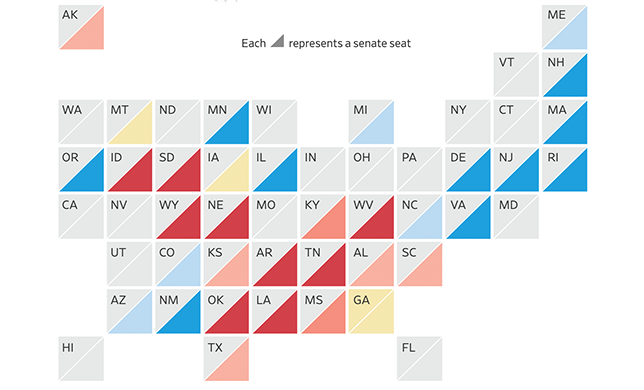 AK ME
Each represents a senate seat
VT NH
WA MT ND MN WI MI NY CT MA
OR ID SD IA IL IN OH PA DE NJ RI
CA NV WY NE MO KY WV NC VA MD
UT CO KS AR TN AL SC
AZ NM OK LA MS GA
HI TX FL